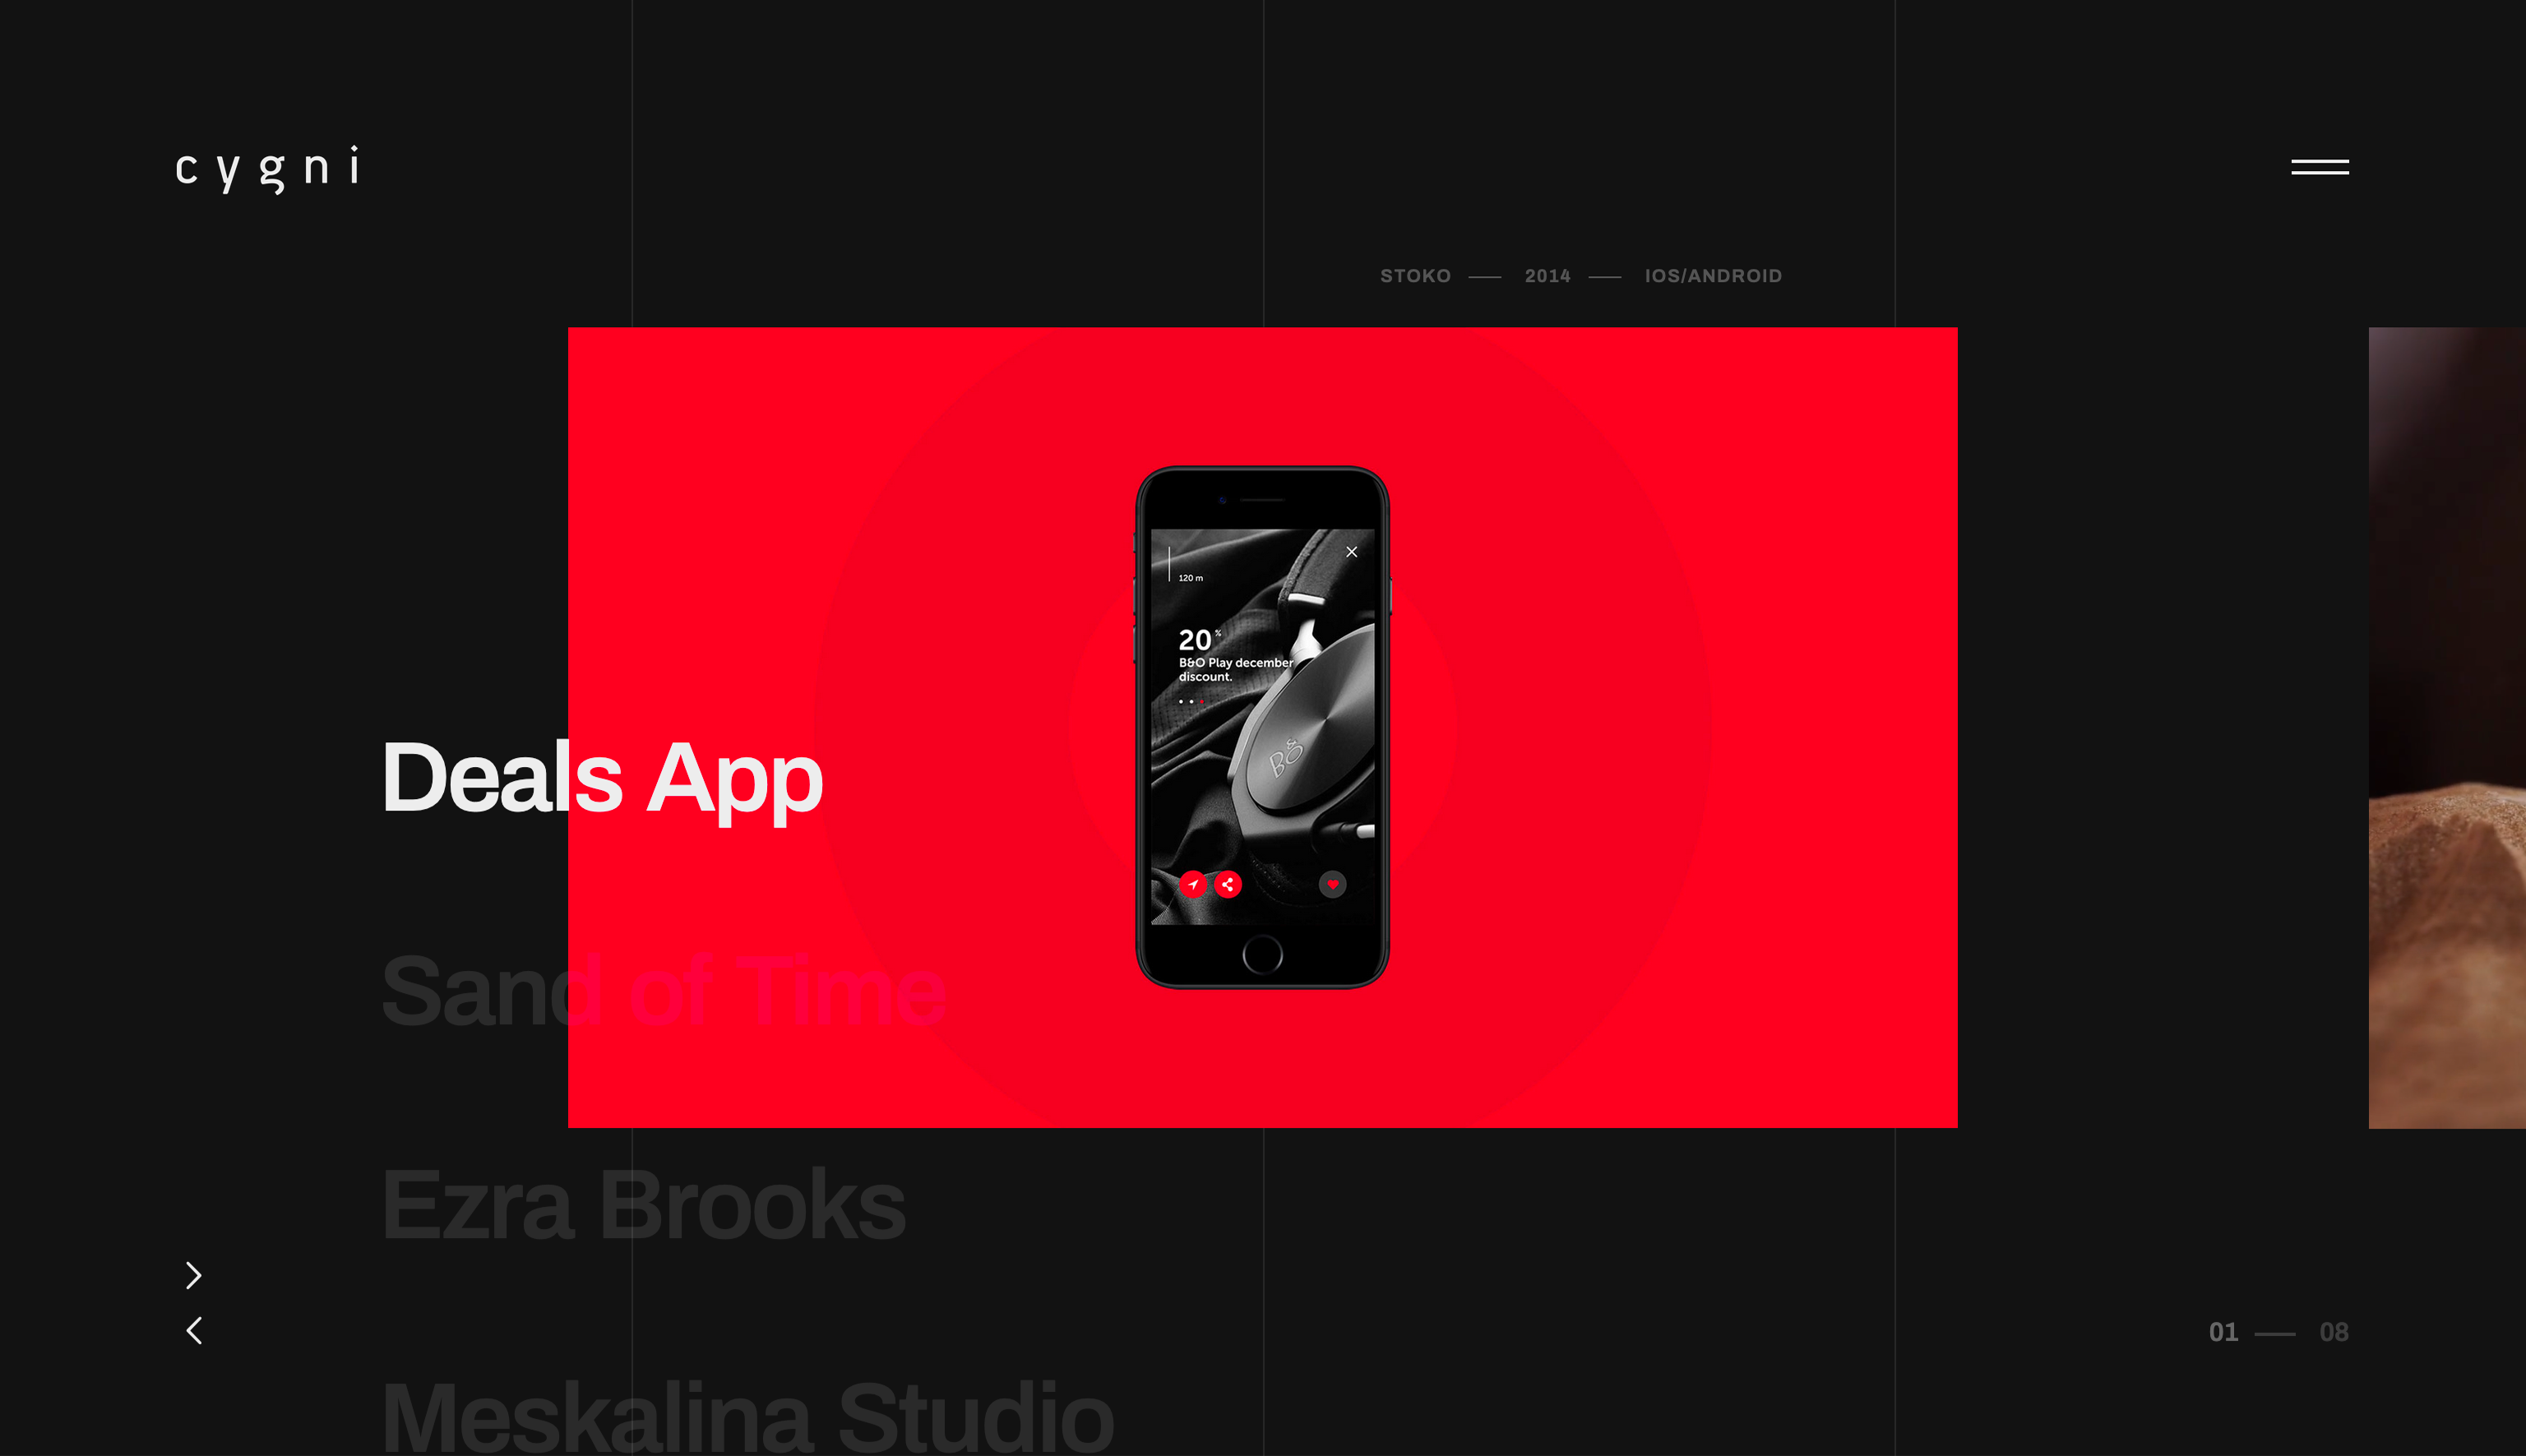 cygni
STOKO — 2014 — IOS/ANDROID
120 m
20%
B&O Play december
discount.
B&O
Deals App
Sand of Time
Ezra Brooks
Meskalina Studio
01 — 08